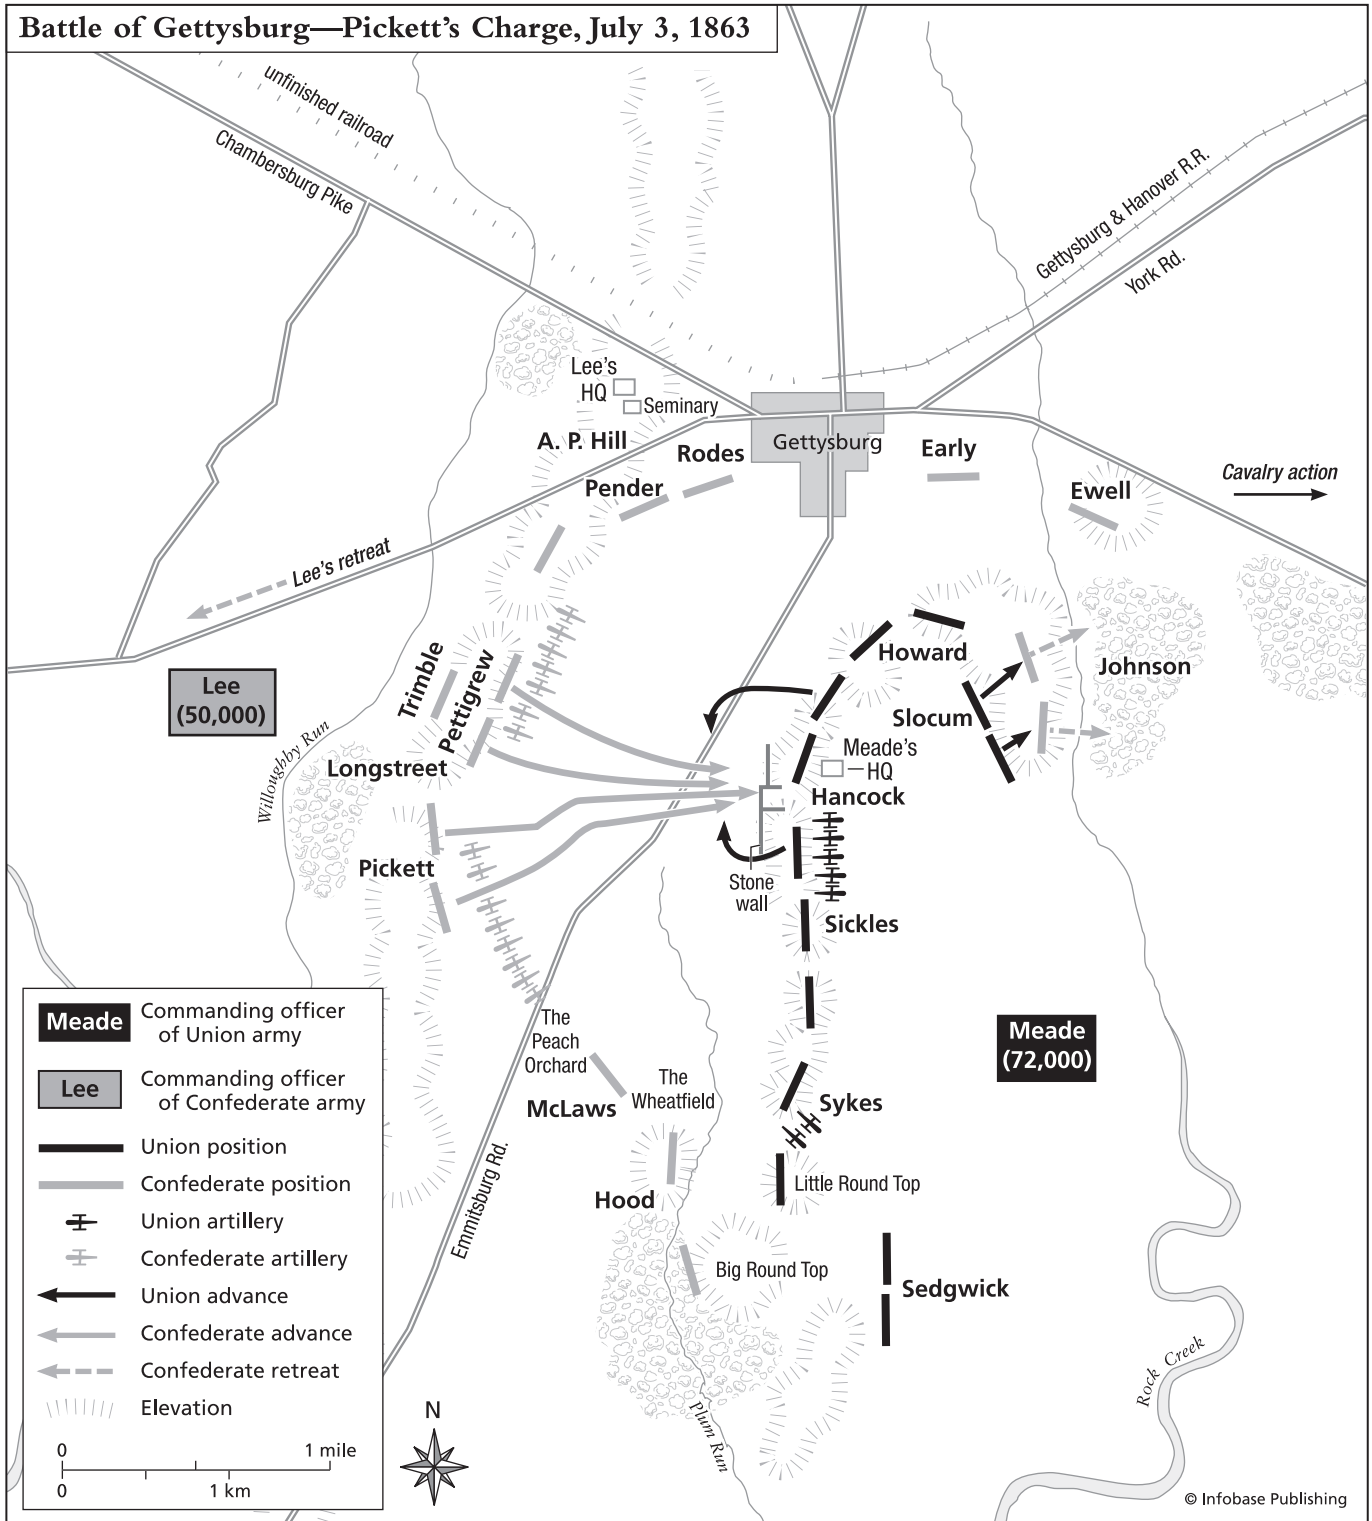 Battle of Gettysburg—Pickett's Charge, July 3, 1863
unfinished railroad
Chambersburg Pike
Gettysburg & Hanover R.R.
York Rd.
Lee's
HQ
Seminary
A. P. Hill
Rodes
Gettysburg
Early
Pender
Ewell
Cavalry action
Lee's retreat
Howard
Johnson
Trimble
Pettigrew
Lee
(50,000)
Slocum
Willoughby Run
Longstreet
Meade's
HQ
Hancock
Pickett
Stone
wall
Sickles
The
Peach
Orchard
Meade
(72,000)
The
Wheatfield
McLaws
Sykes
Emmitsburg Rd.
Hood
Little Round Top
Big Round Top
Sedgwick
Rock Creek
Plum Run
Meade
Commanding officer
of Union army
Lee
Commanding officer
of Confederate army
Union position
Confederate position
Union artillery
Confederate artillery
Union advance
Confederate advance
Confederate retreat
Elevation
0
1 mile
0
1 km
N
© Infobase Publishing